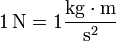 1 N = 1 kg · m / s²